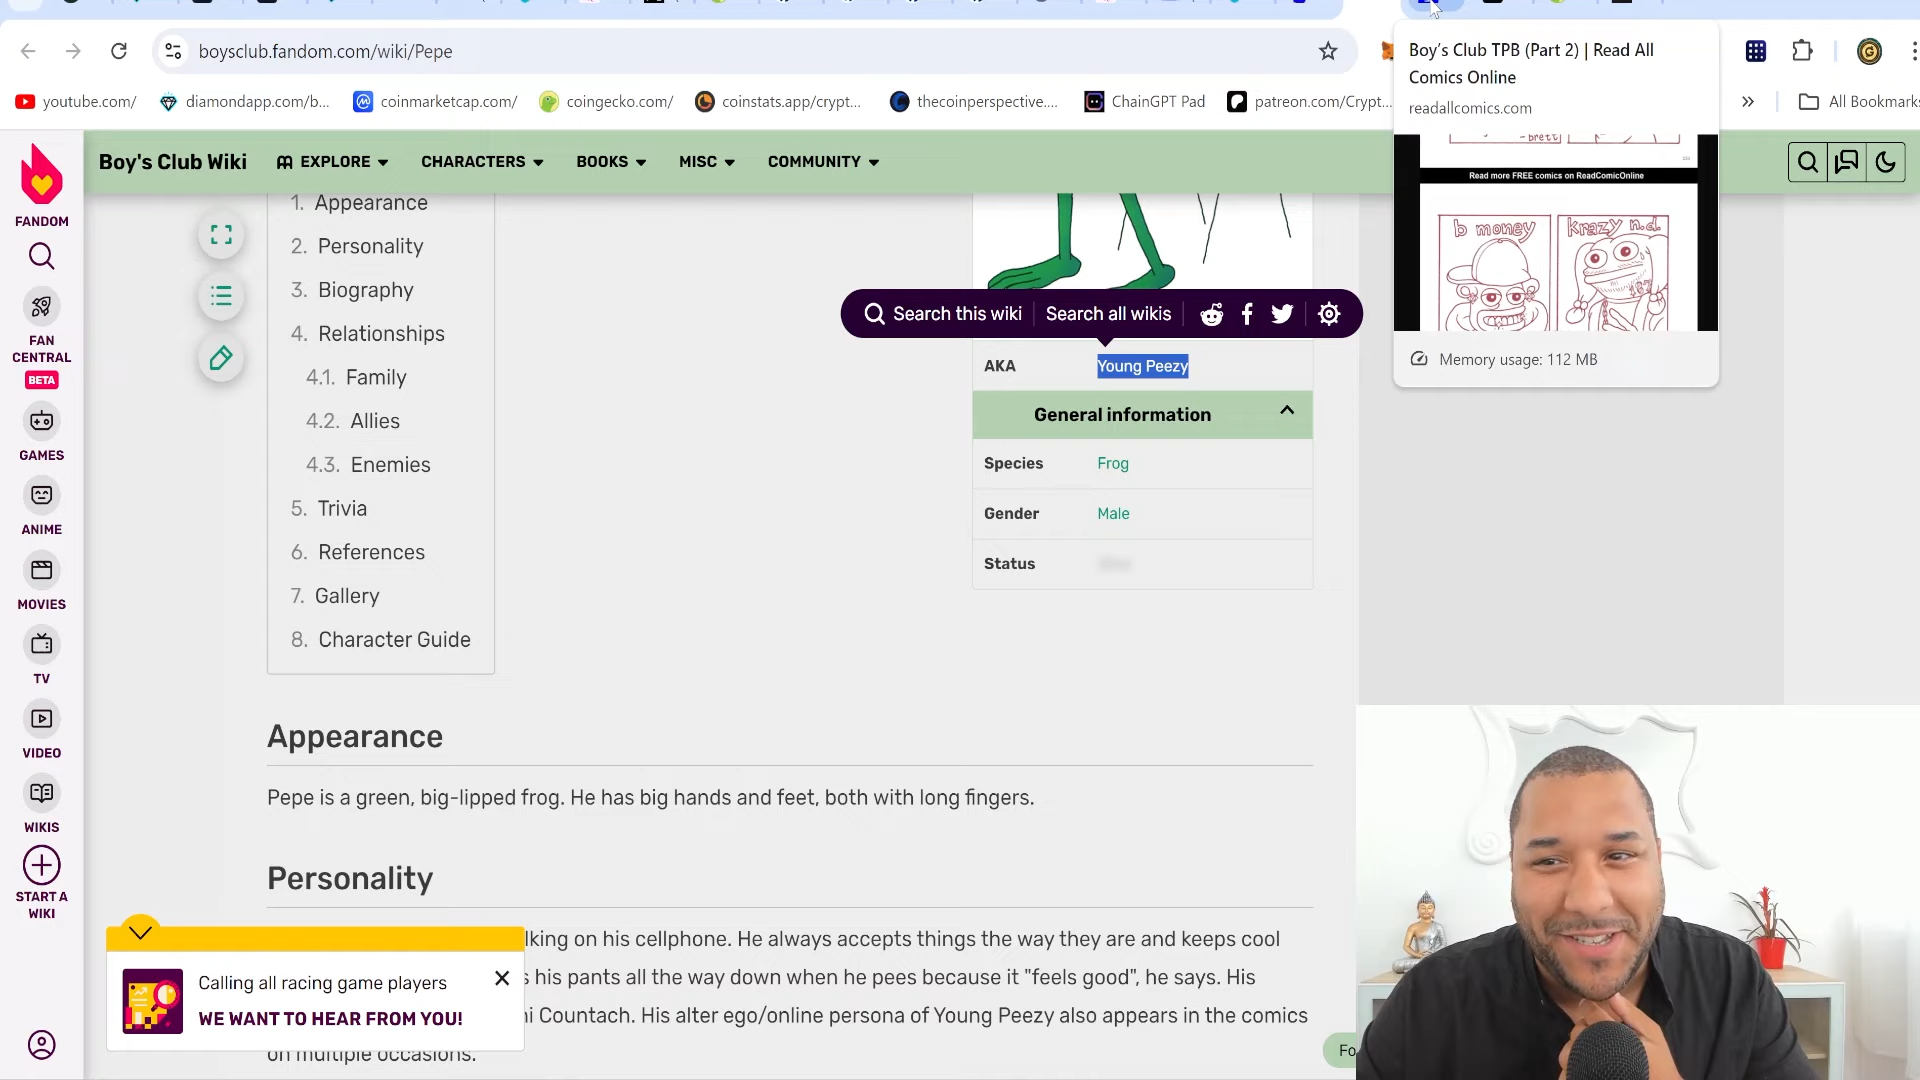 boysclub.fandom.com/wiki/Pepe
Boy's Club TPB (Part 2) | Read All
Comics Online
readallcomics.com
youtube.com/
diamondapp.com/b...
coinmarketcap.com/
coingecko.com/
coinstats.app/crypt...
thecoinperspective....
ChainGPT Pad
patreon.com/Crypt...
All Bookmarks
- brett
Read more FREE comics on ReadComicOnline
b money
krazy n.d.
Memory usage: 112 MB
Boy's Club Wiki
EXPLORE
CHARACTERS
BOOKS
MISC
COMMUNITY
FANDOM
FAN
CENTRAL
BETA
GAMES
ANIME
MOVIES
TV
VIDEO
WIKIS
START A
WIKI
1. Appearance
2. Personality
3. Biography
4. Relationships
4.1. Family
4.2. Allies
4.3. Enemies
5. Trivia
6. References
7. Gallery
8. Character Guide
Search this wiki
Search all wikis
AKA Young Peezy
General information
Species Frog
Gender Male
Status
Appearance
Pepe is a green, big-lipped frog. He has big hands and feet, both with long fingers.
Personality
lking on his cellphone. He always accepts things the way they are and keeps cool
s his pants all the way down when he pees because it "feels good", he says. His
ni Countach. His alter ego/online persona of Young Peezy also appears in the comics
on multiple occasions.
Calling all racing game players
WE WANT TO HEAR FROM YOU!
Fo